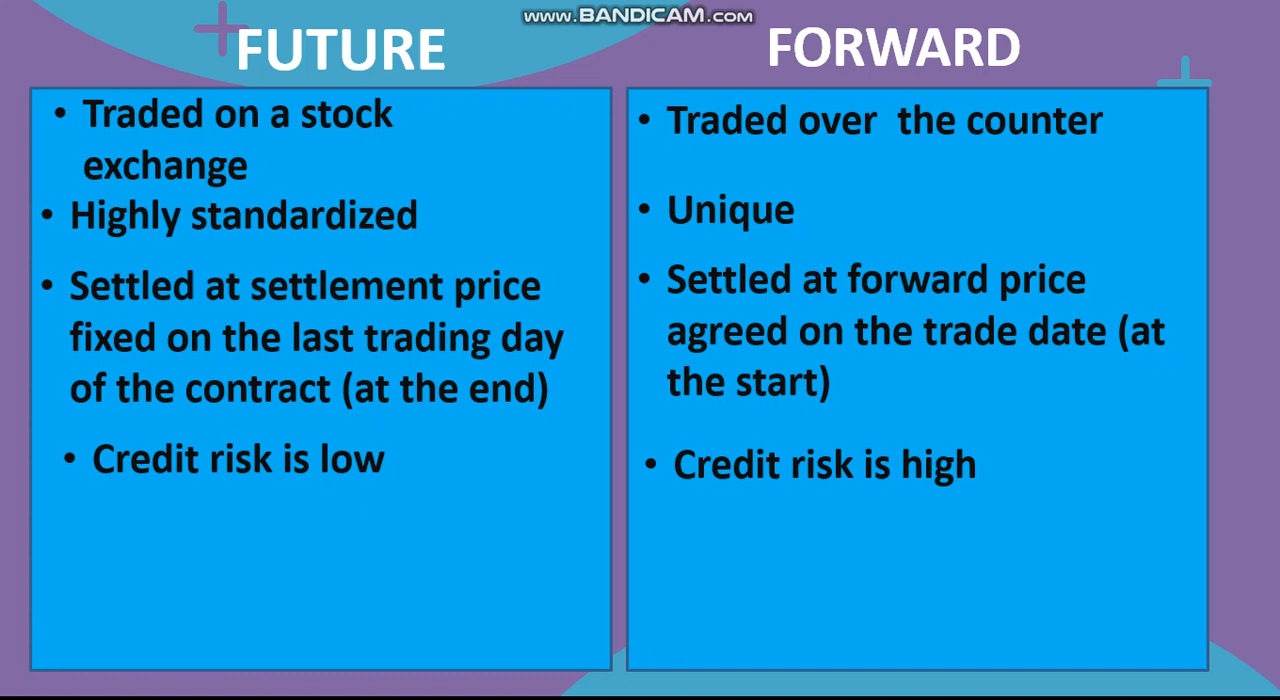 www.BANDICAM.com
FUTURE
• Traded on a stock
exchange
• Highly standardized
• Settled at settlement price
fixed on the last trading day
of the contract (at the end)
• Credit risk is low
FORWARD
• Traded over the counter
• Unique
• Settled at forward price
agreed on the trade date (at
the start)
• Credit risk is high